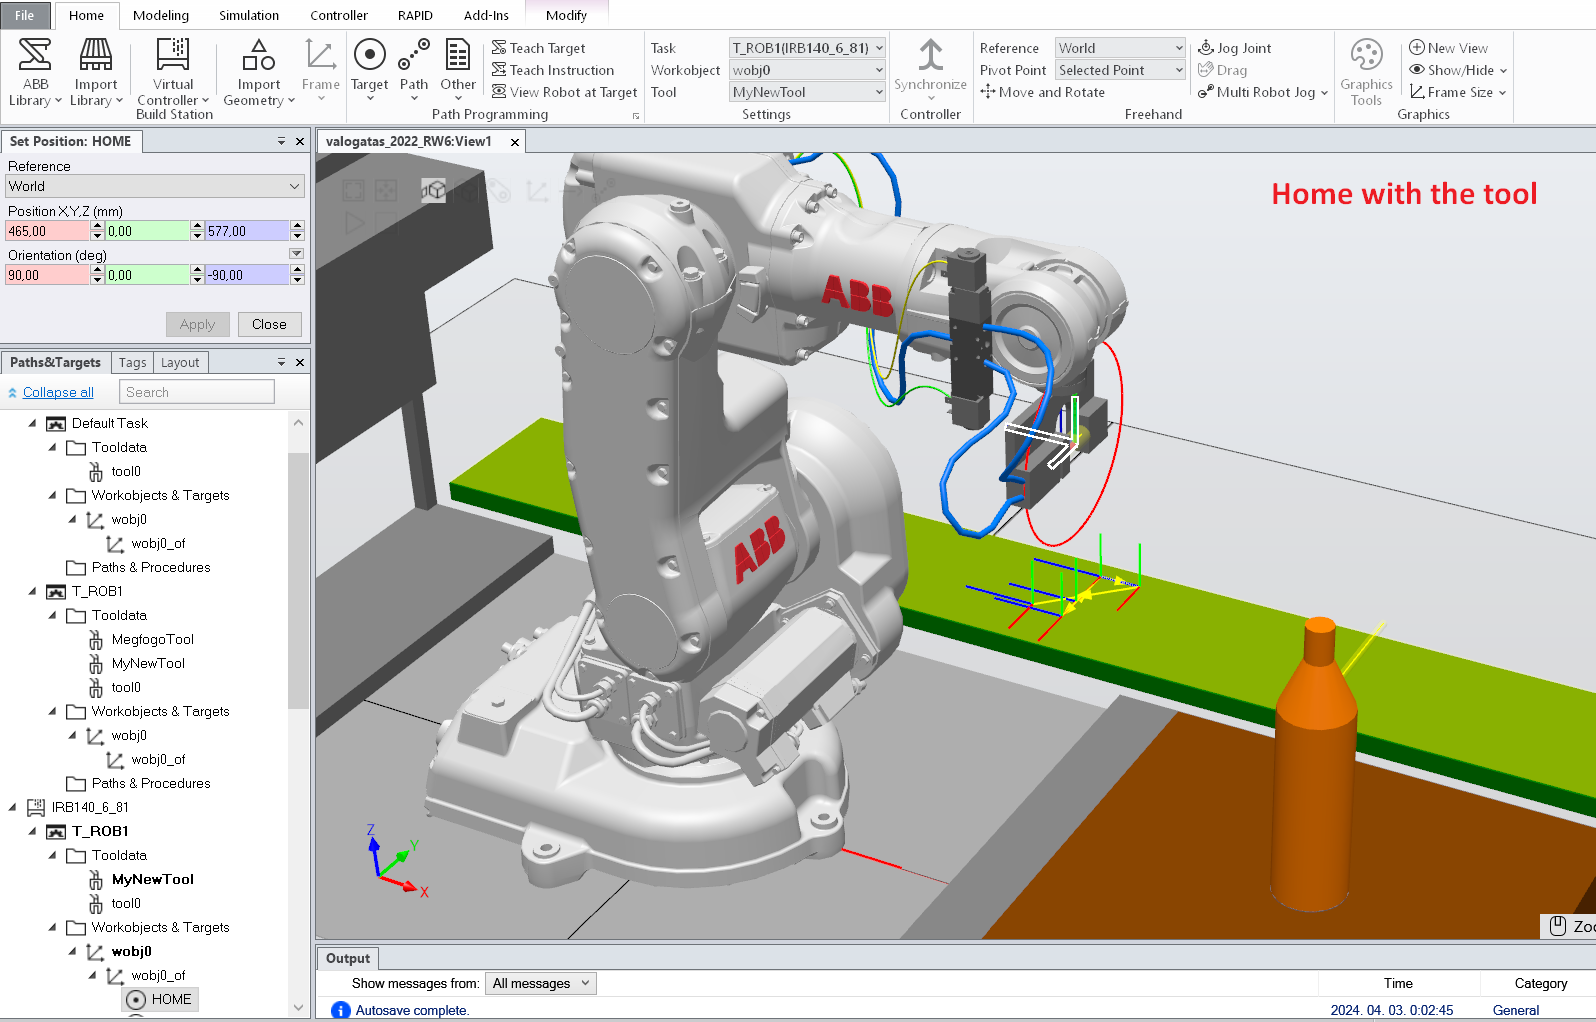 File Home Modeling Simulation Controller RAPID Add-Ins Modify
ABB Library
Import Library
Virtual Controller
Import Geometry
Frame
Target
Path
Other
Teach Target
Teach Instruction
View Robot at Target
Task T_ROB1(IRB140_6_81)
Workobject wobj0
Tool MyNewTool
Synchronize
Reference World
Pivot Point Selected Point
Move and Rotate
Jog Joint
Drag
Multi Robot Jog
Graphics Tools
New View
Show/Hide
Frame Size
Build Station Path Programming Settings Controller Freehand Graphics
Set Position: HOME
Reference
World
Position X,Y,Z (mm)
465,00 0,00 577,00
Orientation (deg)
90,00 0,00 -90,00
Apply Close
Paths&Targets Tags Layout
Collapse all Search
Default Task
Tooldata
tool0
Workobjects & Targets
wobj0
wobj0_of
Paths & Procedures
T_ROB1
Tooldata
MegfogoTool
MyNewTool
tool0
Workobjects & Targets
wobj0
wobj0_of
Paths & Procedures
IRB140_6_81
T_ROB1
Tooldata
MyNewTool
tool0
Workobjects & Targets
wobj0
wobj0_of
HOME
valogatas_2022_RW6:View1
Home with the tool
ABB
ABB
Z
Y
X
Zoo
Output
Show messages from: All messages Time Category
Autosave complete. 2024. 04. 03. 0:02:45 General